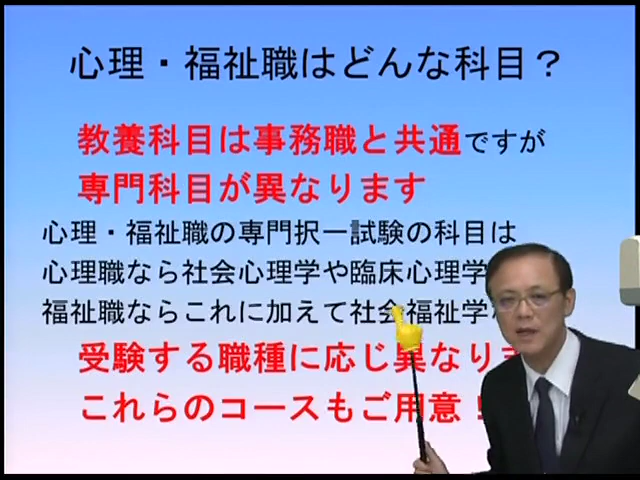 心理・福祉職はどんな科目？
教養科目は事務職と共通ですが
専門科目が異なります
心理・福祉職の専門択一試験の科目は
心理職なら社会心理学や臨床心理学
福祉職ならこれに加えて社会福祉学
受験する職種に応じ異なりま
これらのコースもご用意！